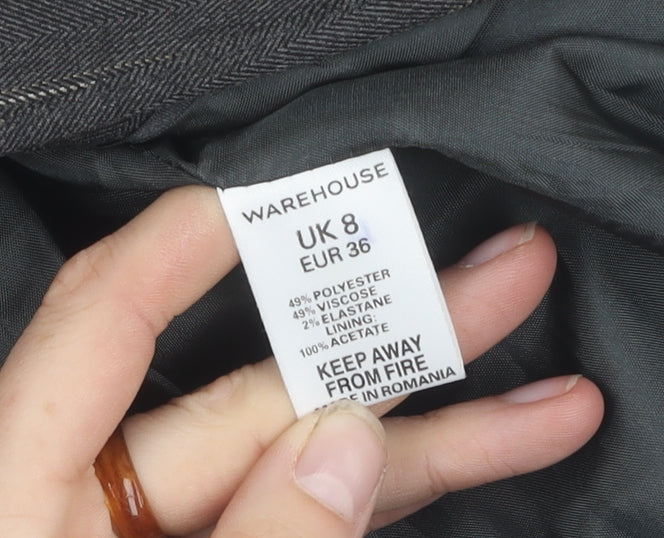 WAREHOUSE
UK 8
EUR 36
49% POLYESTER
49% VISCOSE
2% ELASTANE
LINING:
100% ACETATE
KEEP AWAY
FROM FIRE
IN ROMANIA